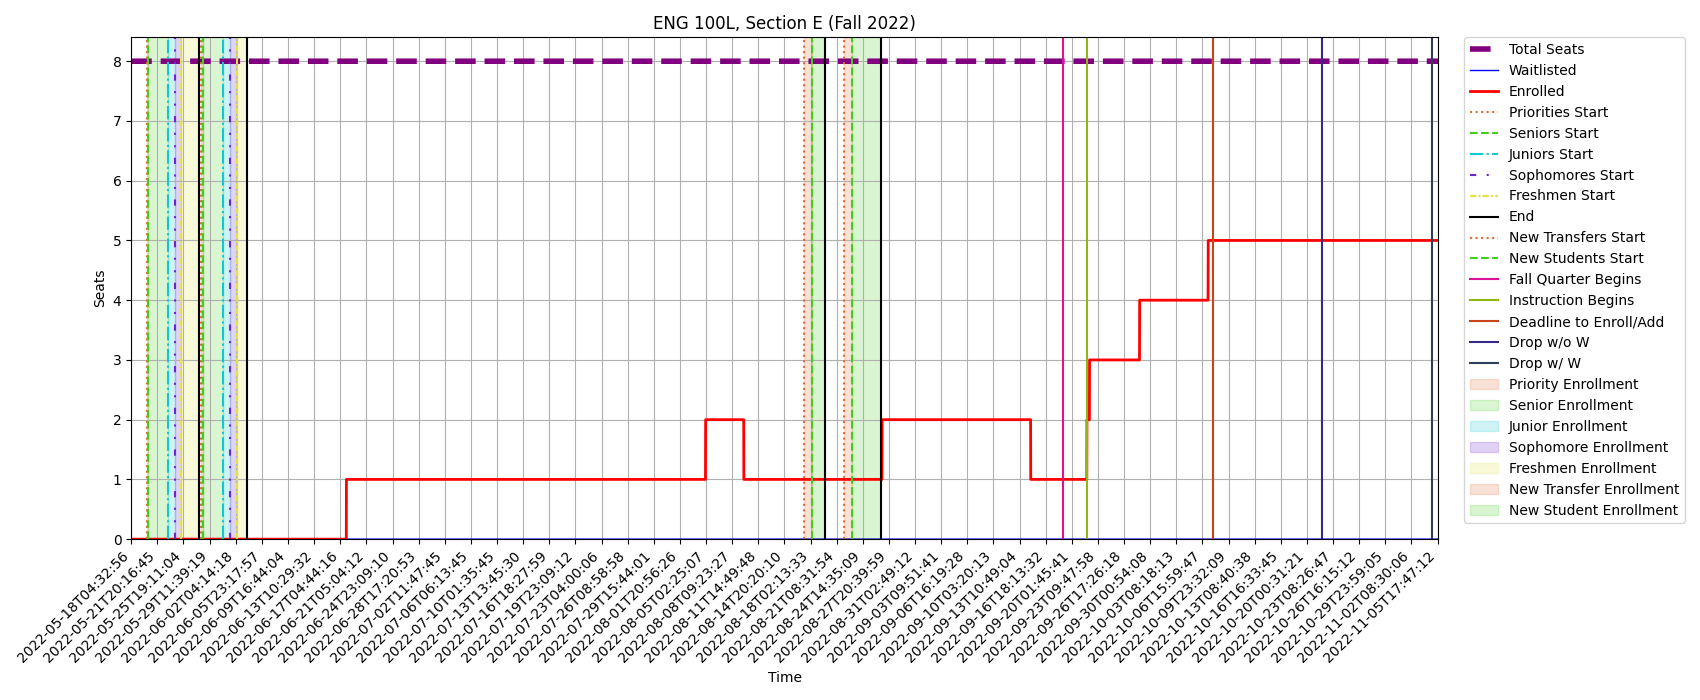 ENG 100L, Section E (Fall 2022)
8
7
6
5
4
3
2
1
0
Seats
2022-05-18T04:32:56
2022-05-21T20:16:45
2022-05-25T19:11:04
2022-05-29T11:39:19
2022-06-02T04:14:18
2022-06-05T23:17:57
2022-06-09T16:44:04
2022-06-13T10:29:32
2022-06-17T04:44:16
2022-06-21T05:04:12
2022-06-24T23:09:10
2022-06-28T17:20:53
2022-07-02T11:47:45
2022-07-06T06:13:45
2022-07-10T01:35:45
2022-07-13T13:45:30
2022-07-16T18:27:59
2022-07-19T23:09:12
2022-07-23T04:00:06
2022-07-26T08:58:58
2022-07-29T15:44:01
2022-08-01T20:56:26
2022-08-05T02:25:07
2022-08-08T09:23:27
2022-08-11T14:49:48
2022-08-14T20:20:10
2022-08-18T02:13:33
2022-08-21T08:31:54
2022-08-24T14:35:09
2022-08-27T20:39:59
2022-08-31T02:49:12
2022-09-03T09:51:41
2022-09-06T16:19:28
2022-09-10T03:20:13
2022-09-13T10:49:04
2022-09-16T18:13:32
2022-09-20T01:45:41
2022-09-23T09:47:58
2022-09-26T17:26:18
2022-09-30T00:54:08
2022-10-03T08:18:13
2022-10-06T15:59:47
2022-10-09T23:32:09
2022-10-13T08:40:38
2022-10-16T16:33:45
2022-10-20T00:31:21
2022-10-23T08:26:47
2022-10-26T16:15:12
2022-10-29T23:59:05
2022-11-02T08:30:06
2022-11-05T17:47:12
Time
Total Seats
Waitlisted
Enrolled
Priorities Start
Seniors Start
Juniors Start
Sophomores Start
Freshmen Start
End
New Transfers Start
New Students Start
Fall Quarter Begins
Instruction Begins
Deadline to Enroll/Add
Drop w/o W
Drop w/ W
Priority Enrollment
Senior Enrollment
Junior Enrollment
Sophomore Enrollment
Freshmen Enrollment
New Transfer Enrollment
New Student Enrollment